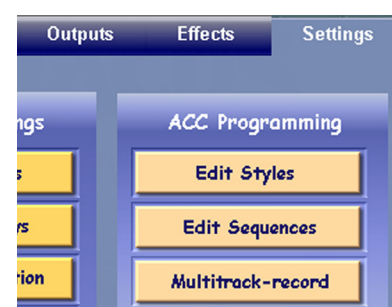 Outputs Effects Settings
ACC Programming
Edit Styles
Edit Sequences
Multitrack-record